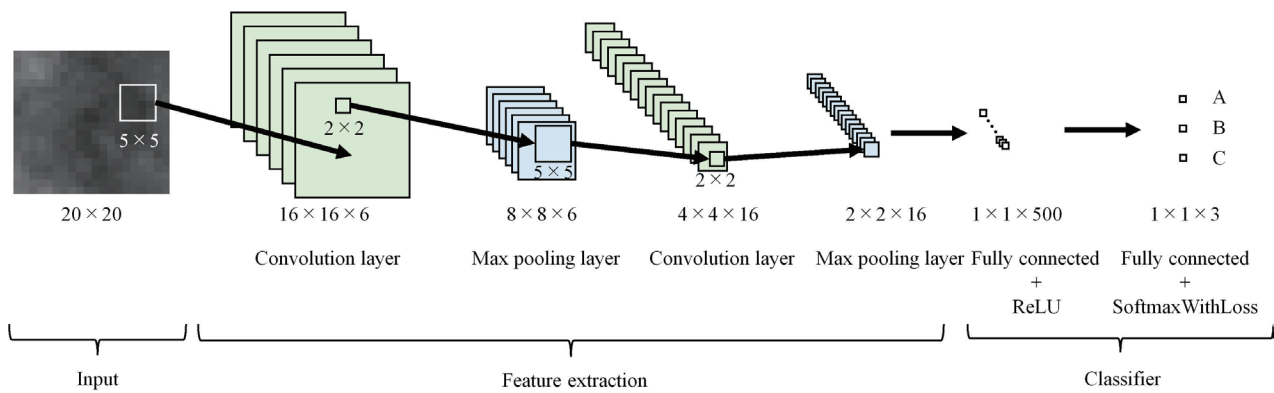 A
B
C
5 × 5
2 × 2
5 × 5
2 × 2
20 × 20
16 × 16 × 6
8 × 8 × 6
4 × 4 × 16
2 × 2 × 16
1 × 1 × 500
1 × 1 × 3
Convolution layer
Max pooling layer
Convolution layer
Max pooling layer
Fully connected
+
ReLU
Fully connected
+
SoftmaxWithLoss
Input
Feature extraction
Classifier